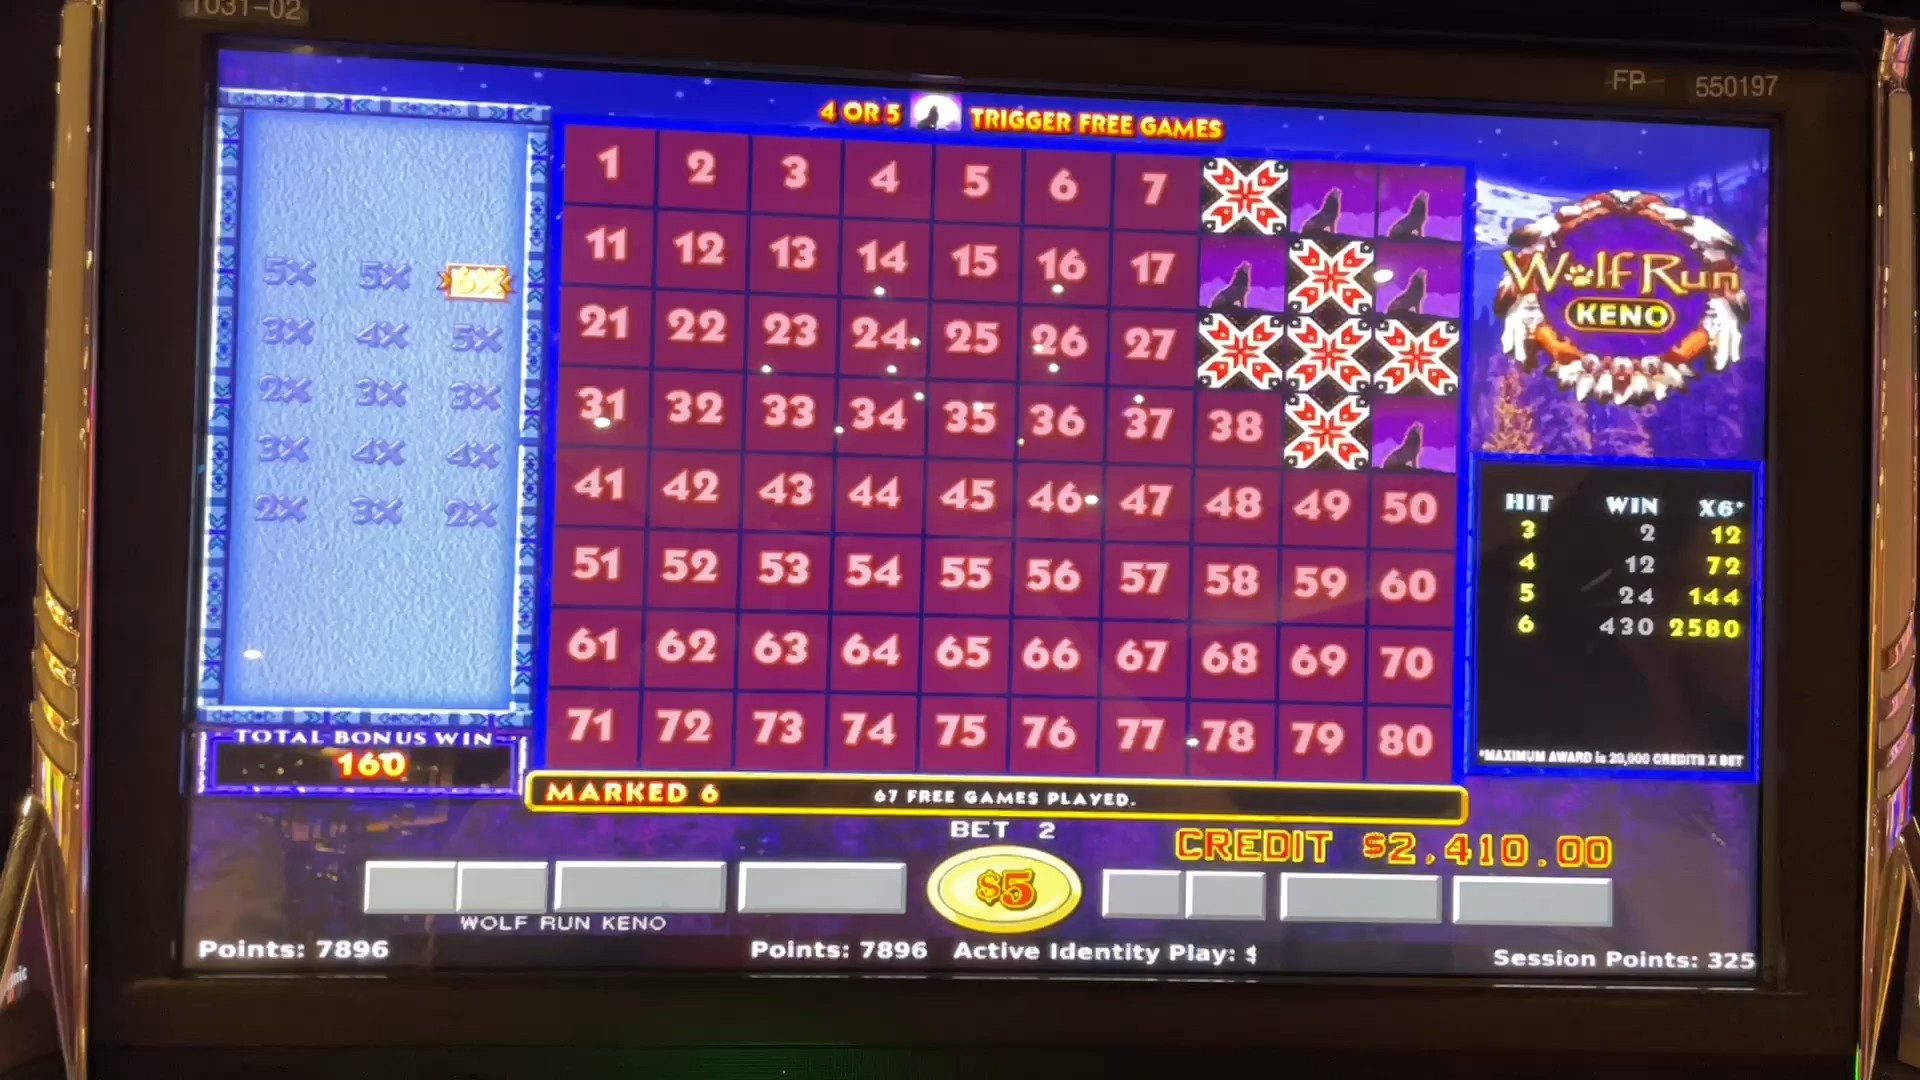 1031-02
FP 550197
4 OR 5 TRIGGER FREE GAMES
1 2 3 4 5 6 7
11 12 13 14 15 16 17
21 22 23 24 25 26 27
31 32 33 34 35 36 37 38
41 42 43 44 45 46 47 48 49 50
51 52 53 54 55 56 57 58 59 60
61 62 63 64 65 66 67 68 69 70
71 72 73 74 75 76 77 78 79 80
5X 5X 6X
3X 4X 5X
2X 3X 3X
3X 4X 4X
2X 3X 2X
TOTAL BONUS WIN
160
Wolf Run
KENO
HIT WIN X6*
3 2 12
4 12 72
5 24 144
6 430 2580
*MAXIMUM AWARD is 20,000 CREDITS X BET
MARKED 6 67 FREE GAMES PLAYED.
BET 2
CREDIT $2,410.00
$5
WOLF RUN KENO
Points: 7896 Points: 7896 Active Identity Play: $ Session Points: 325